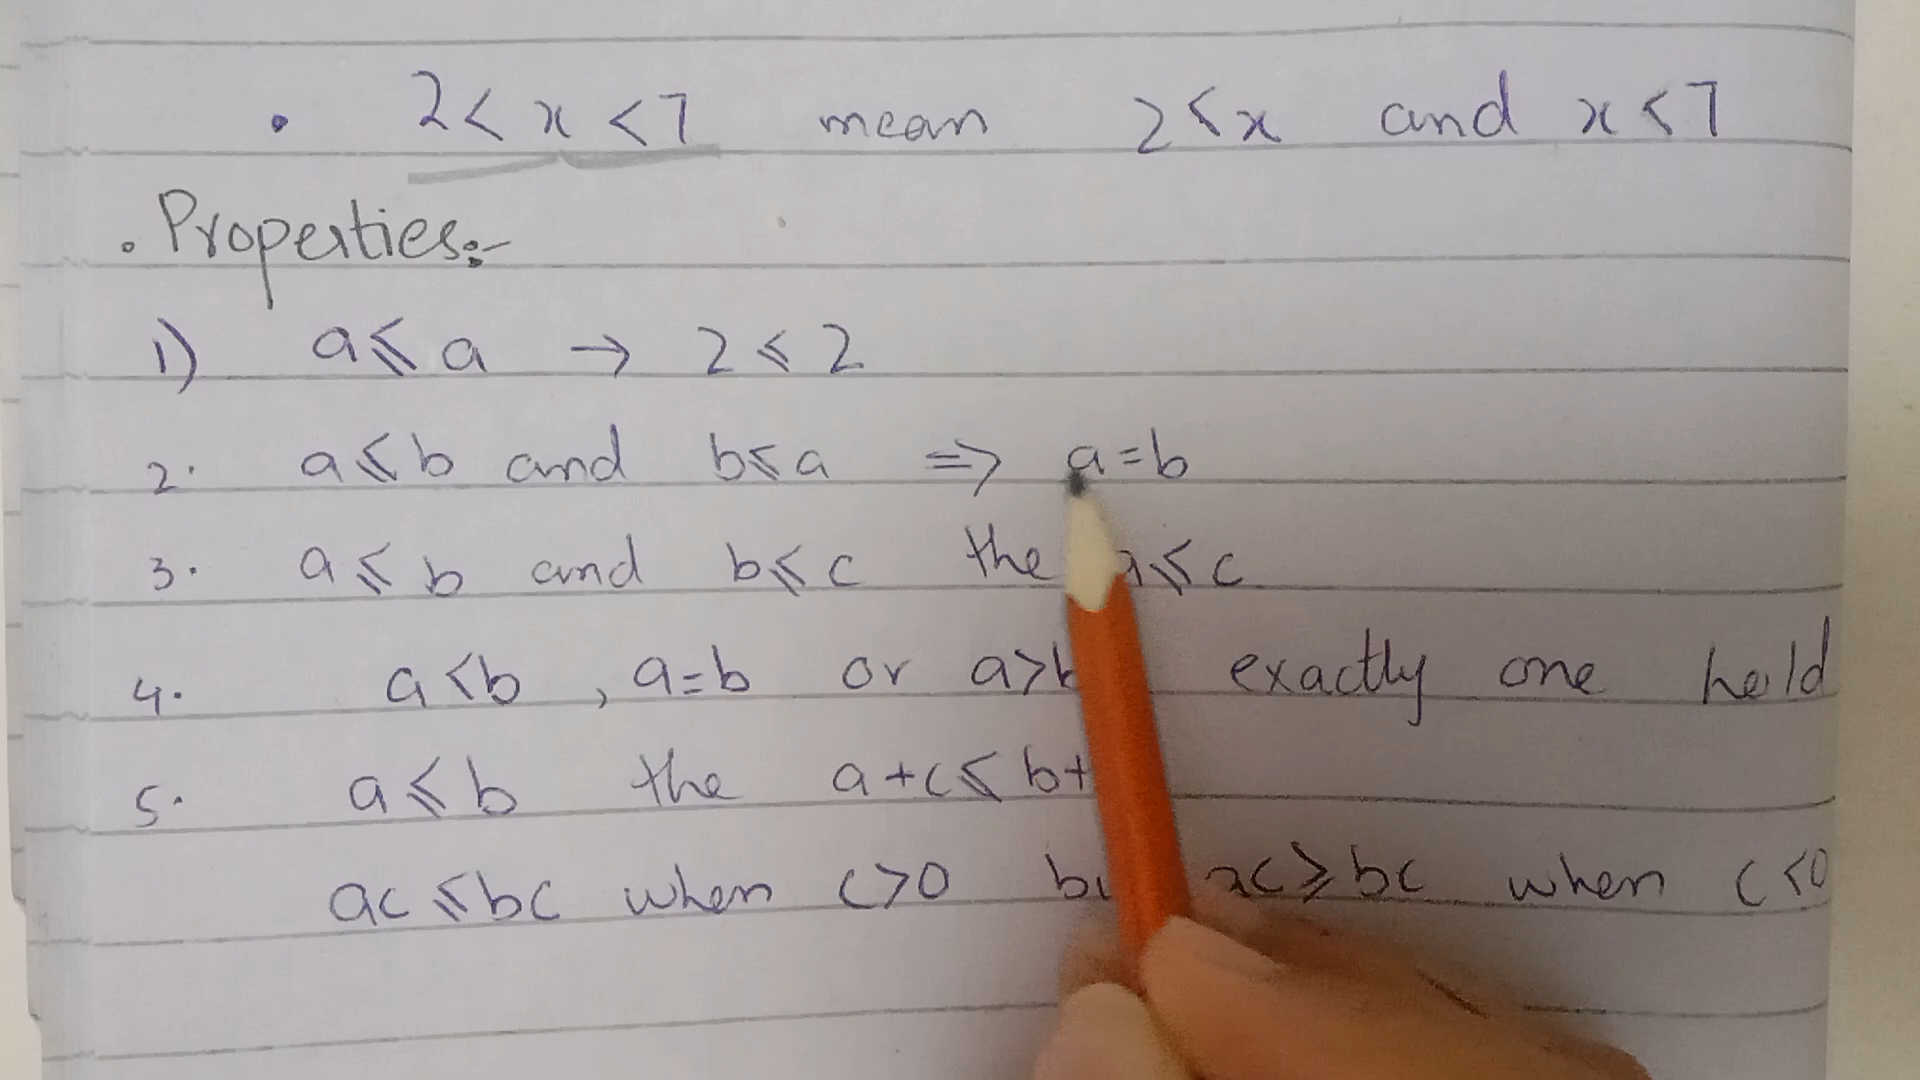 • 2<x<7 mean 2<x and x<7
• Properties:-
1) a⩽a → 2⩽2
2. a⩽b and b⩽a ⇒ a=b
3. a⩽b and b⩽c the a⩽c
4. a<b , a=b or a>b exactly one hold
5. a⩽b the a+c⩽b+
ac⩽bc when c>0 ac⩾bc when c<0